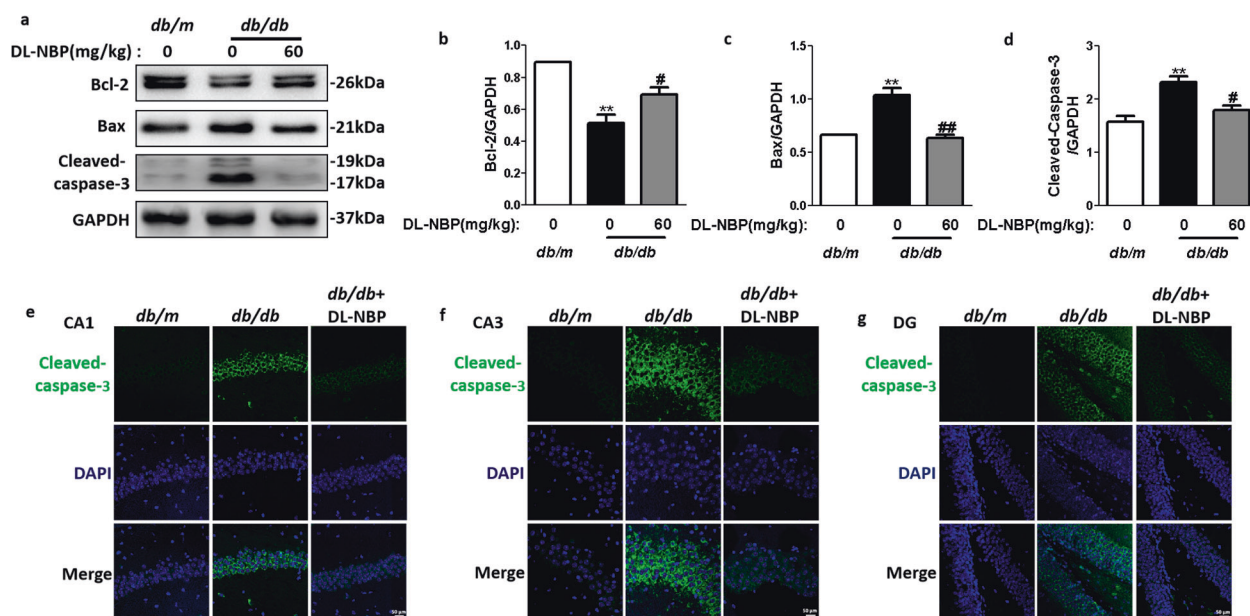 a
db/m
db/db
DL-NBP(mg/kg) :
0
0
60
Bcl-2
-26kDa
Bax
-21kDa
Cleaved-
caspase-3
-19kDa
-17kDa
GAPDH
-37kDa
b
Bcl-2/GAPDH
1.0
0.8
0.6
0.4
0.2
0.0
**
#
DL-NBP(mg/kg):
0
0
60
db/m
db/db
c
Bax/GAPDH
1.5
1.0
0.5
0.0
**
##
DL-NBP(mg/kg):
0
0
60
db/m
db/db
d
Cleaved-Caspase-3
/GAPDH
3
2
1
0
**
#
DL-NBP(mg/kg):
0
0
60
db/m
db/db
e
CA1
db/m
db/db
db/db+
DL-NBP
Cleaved-
caspase-3
DAPI
Merge
50 μm
f
CA3
db/m
db/db
db/db+
DL-NBP
Cleaved-
caspase-3
DAPI
Merge
50 μm
g
DG
db/m
db/db
db/db+
DL-NBP
Cleaved-
caspase-3
DAPI
Merge
50 μm